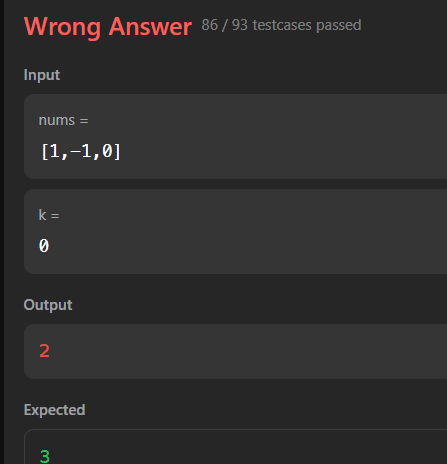 Wrong Answer 86 / 93 testcases passed
Input
nums =
[1,-1,0]
k =
0
Output
2
Expected
3